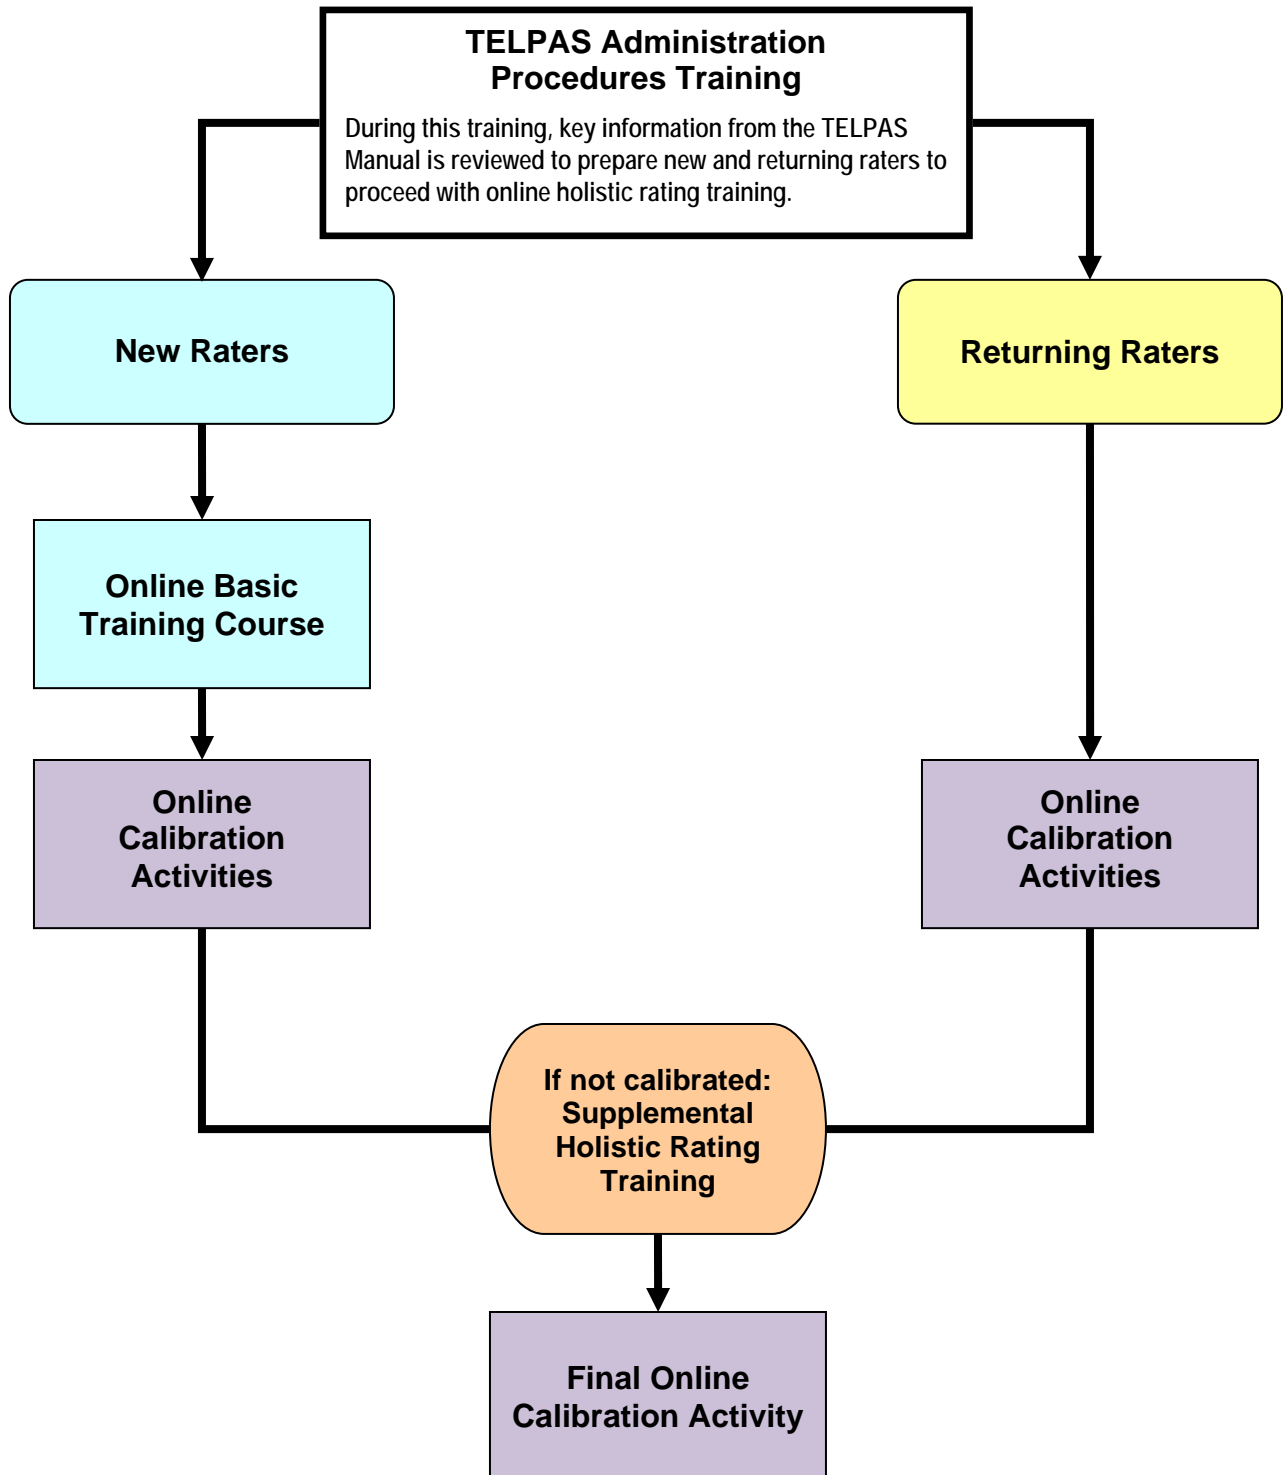 TELPAS Administration
Procedures Training
During this training, key information from the TELPAS
Manual is reviewed to prepare new and returning raters to
proceed with online holistic rating training.
New Raters
Returning Raters
Online Basic
Training Course
Online
Calibration
Activities
Online
Calibration
Activities
If not calibrated:
Supplemental
Holistic Rating
Training
Final Online
Calibration Activity